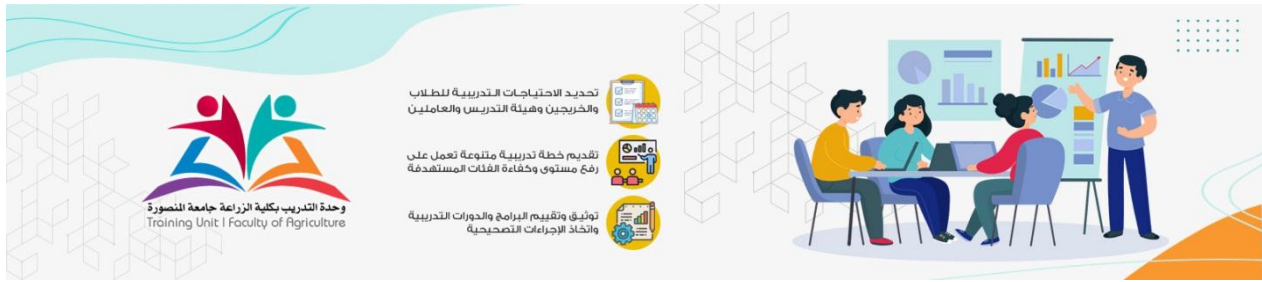 تحديد الاحتياجات التدريبية للطلاب
والخريجين وهيئة التدريس والعاملين
تقديم خطة تدريبية متنوعة تعمل على
رفع مستوى وكفاءة الفئات المستهدفة
توثيق وتقييم البرامج والدورات التدريبية
واتخاذ الإجراءات التصحيحية
وحدة التدريب بكلية الزراعة جامعة المنصورة
Training Unit | Faculty of Agriculture